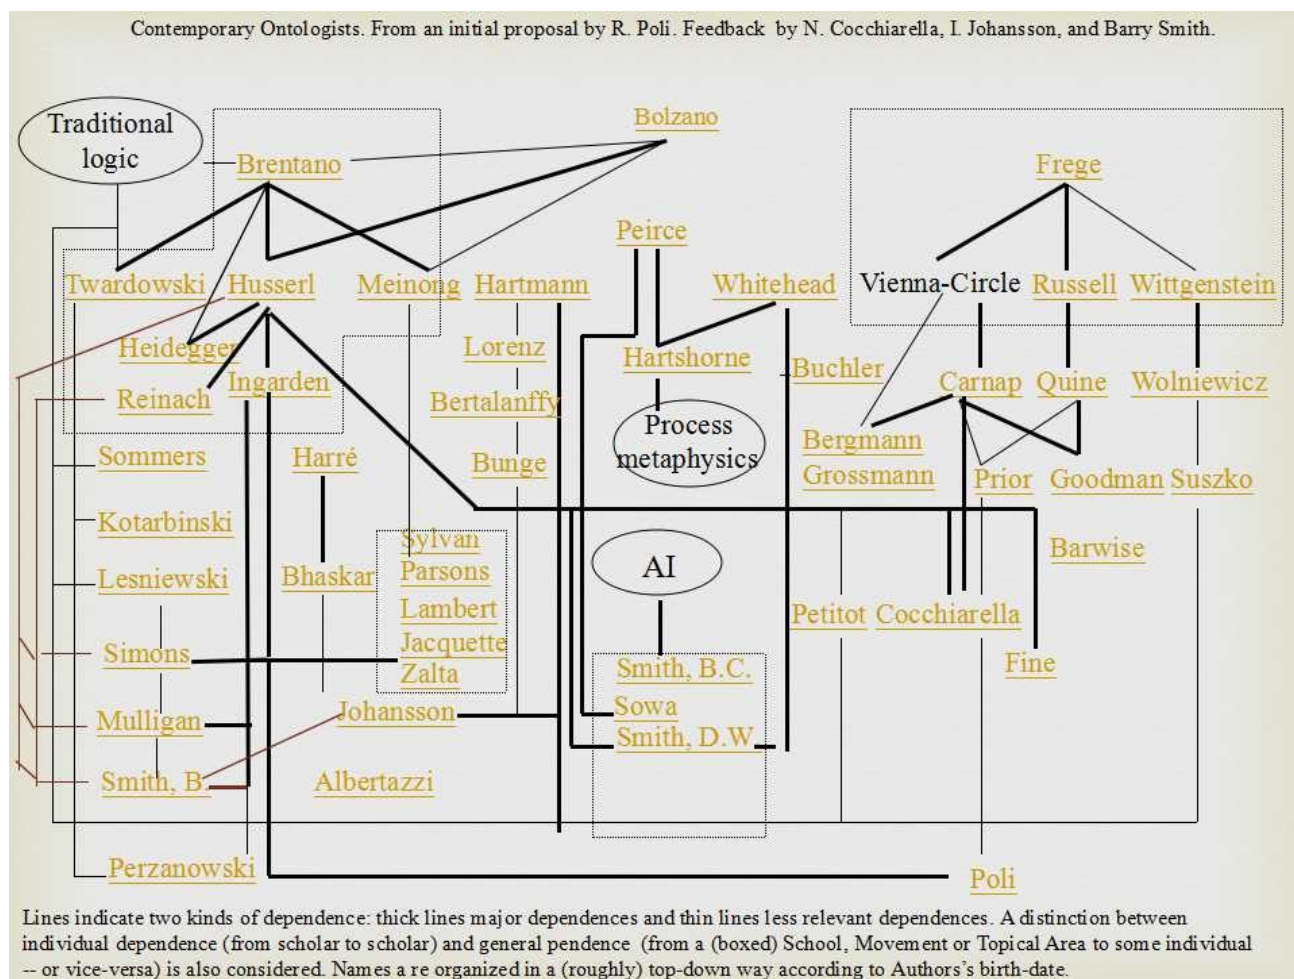 Contemporary Ontologists. From an initial proposal by R. Poli. Feedback by N. Cocchiarella, I. Johansson, and Barry Smith.
Traditional
logic
Bolzano
Brentano
Frege
Peirce
Twardowski
Husserl
Meinong
Hartmann
Whitehead
Vienna-Circle
Russell
Wittgenstein
Heidegger
Lorenz
Hartshorne
Buchler
Reinach
Ingarden
Bertalanffy
Carnap
Quine
Wolniewicz
Process
metaphysics
Bergmann
Grossmann
Sommers
Harré
Bunge
Prior
Goodman
Suszko
Kotarbinski
Sylvan
Parsons
Lambert
Jacquette
Zalta
AI
Barwise
Lesniewski
Bhaskar
Petitot
Cocchiarella
Simons
Fine
Smith, B.C.
Sowa
Smith, D.W.
Mulligan
Johansson
Smith, B.
Albertazzi
Perzanowski
Poli
Lines indicate two kinds of dependence: thick lines major dependences and thin lines less relevant dependences. A distinction between
individual dependence (from scholar to scholar) and general pendence (from a (boxed) School, Movement or Topical Area to some individual
-- or vice-versa) is also considered. Names a re organized in a (roughly) top-down way according to Authors's birth-date.